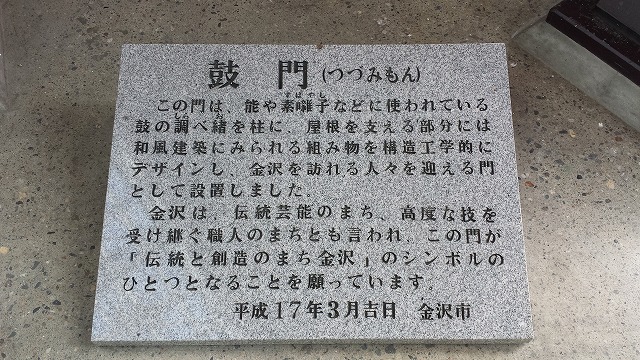 鼓門(つづみもん)
この門は、能や素囃子などに使われている
鼓の調べ緒を柱に、屋根を支える部分には
和風建築にみられる組み物を構造工学的に
デザインし、金沢を訪れる人々を迎える門
として設置しました。
金沢は、伝統芸能のまち、高度な技を
受け継ぐ職人のまちとも言われ、この門が
「伝統と創造のまち金沢」のシンボルの
ひとつとなることを願っています。
平成17年3月吉日 金沢市